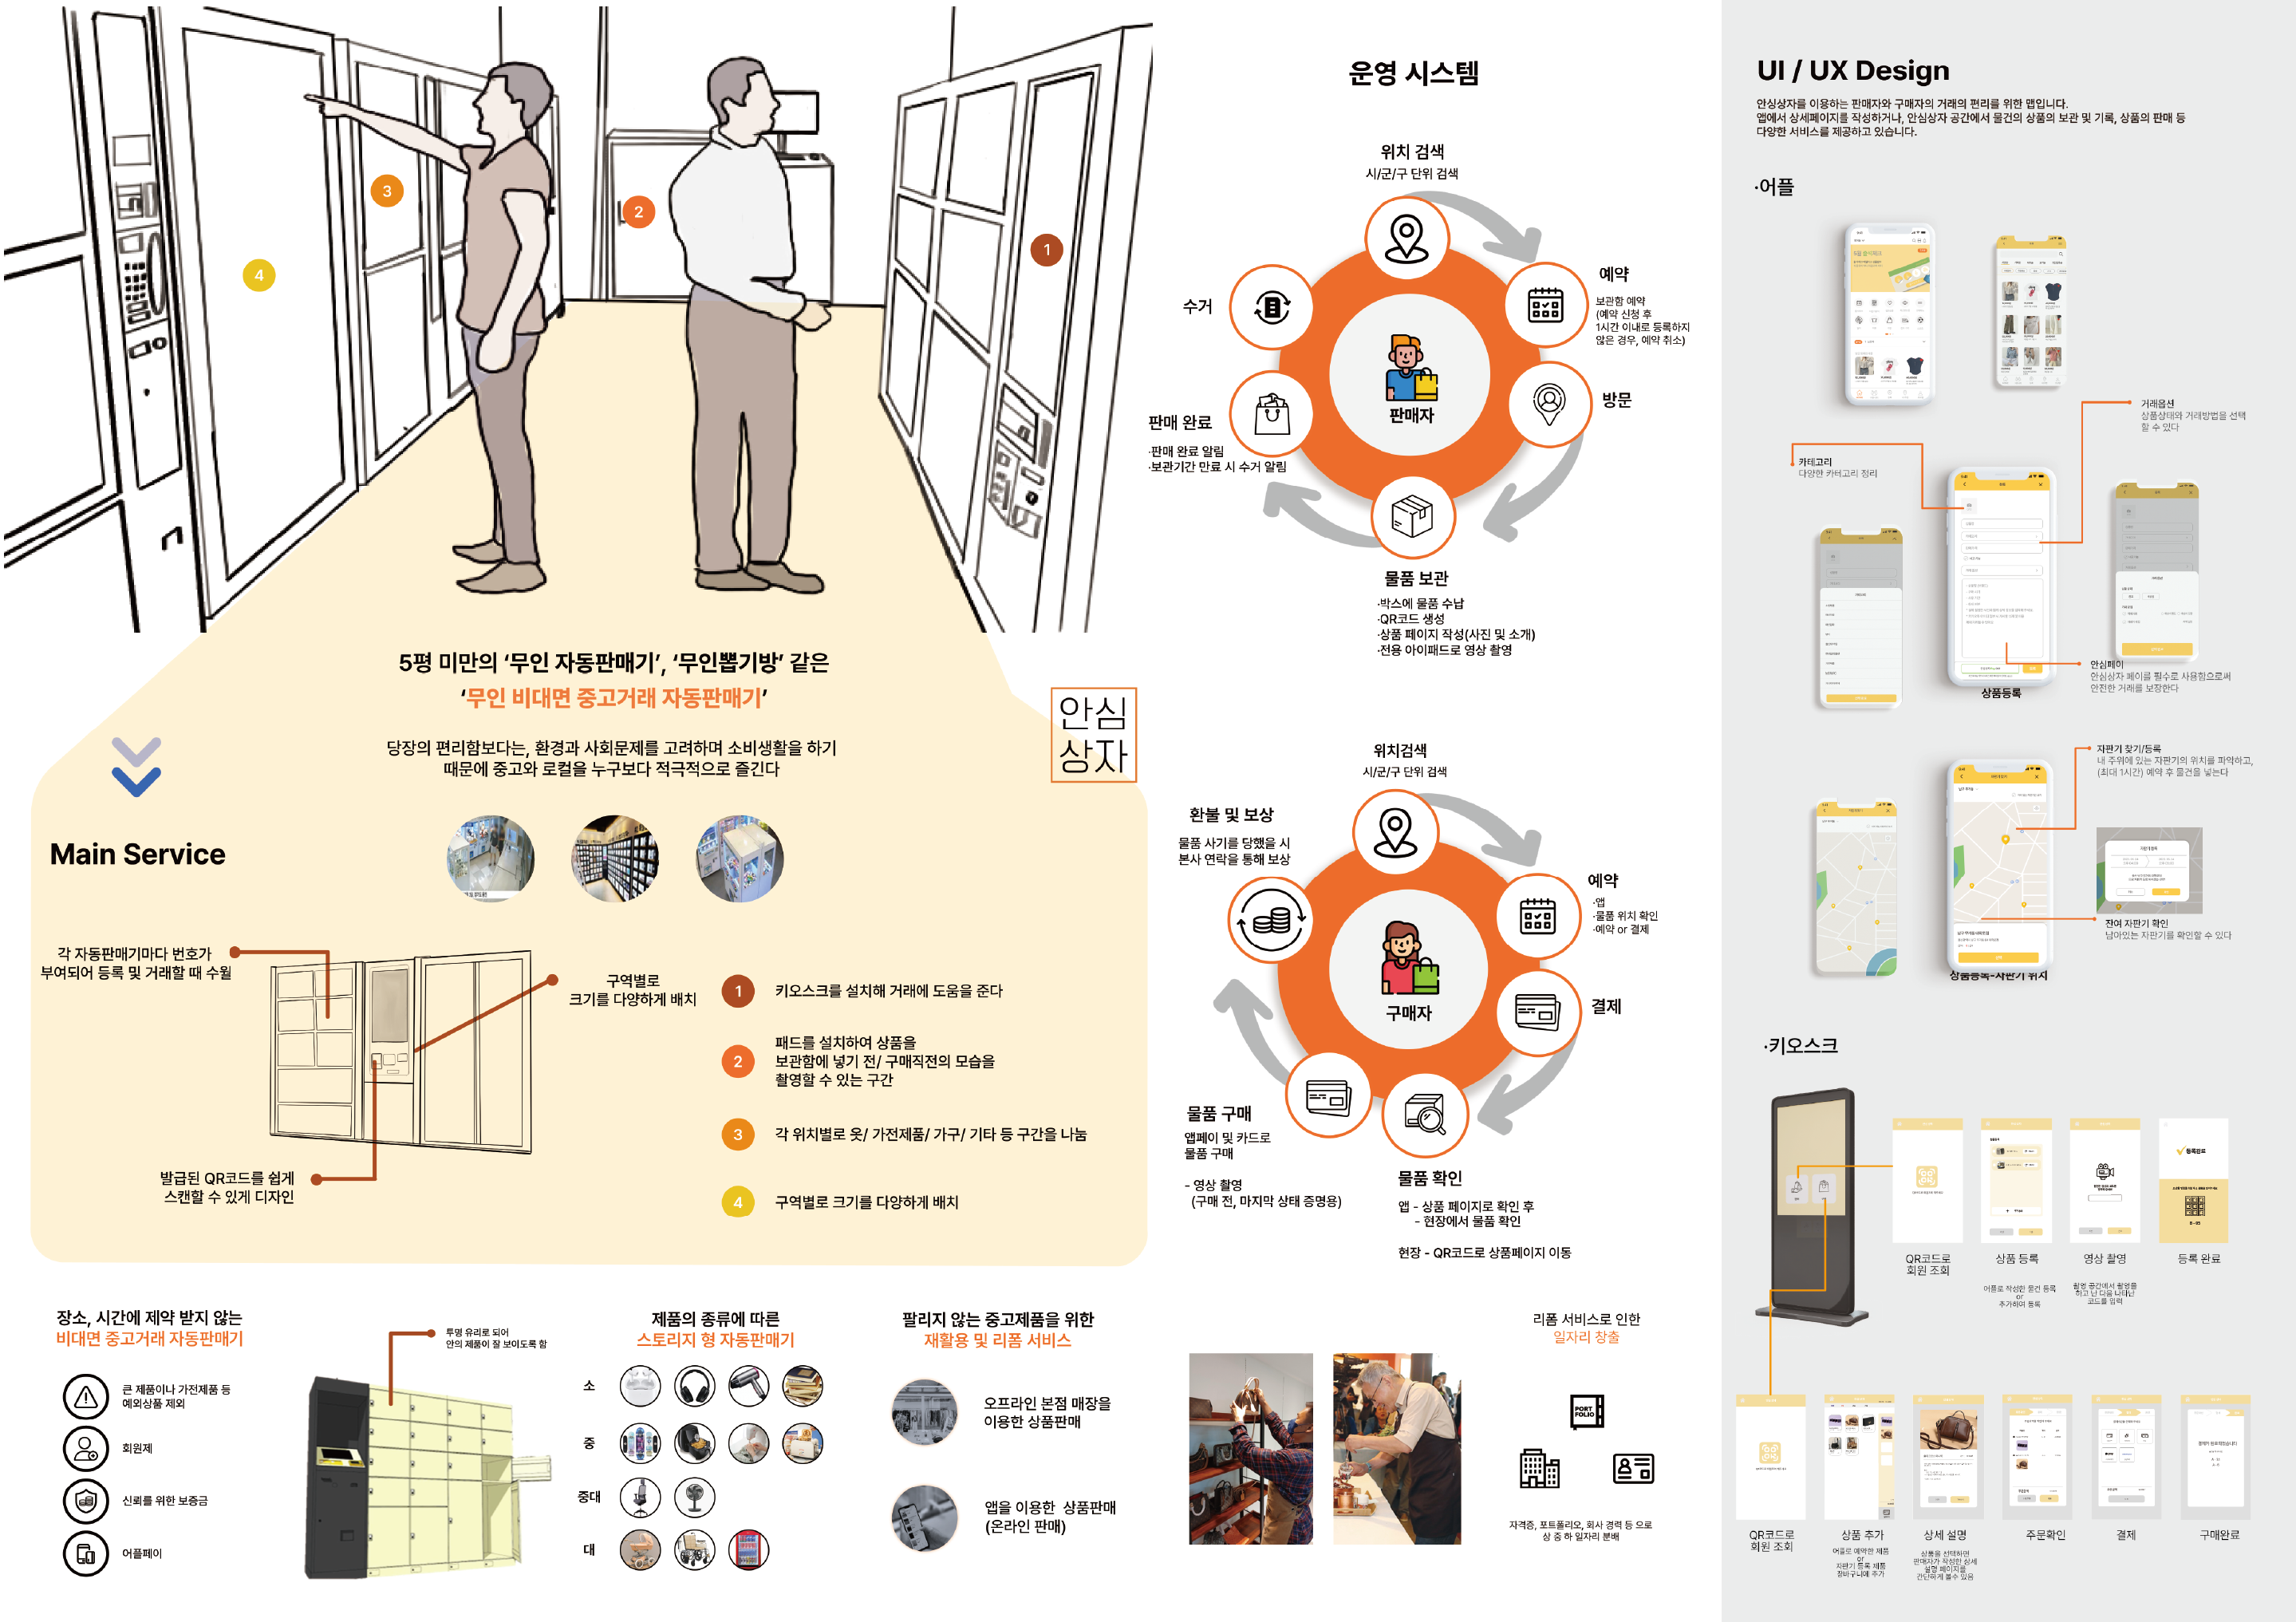 4
3
2
1
5평 미만의 ‘무인 자동판매기’, ‘무인뽑기방’ 같은
‘무인 비대면 중고거래 자동판매기’
안심
상자
당장의 편리함보다는, 환경과 사회문제를 고려하며 소비생활을 하기
때문에 중고와 로컬을 누구보다 적극적으로 즐긴다
Main Service
각 자동판매기마다 번호가
부여되어 등록 및 거래할 때 수월
구역별로
크기를 다양하게 배치
발급된 QR코드를 쉽게
스캔할 수 있게 디자인
1
키오스크를 설치해 거래에 도움을 준다
2
패드를 설치하여 상품을
보관함에 넣기 전/ 구매직전의 모습을
촬영할 수 있는 구간
3
각 위치별로 옷/ 가전제품/ 가구/ 기타 등 구간을 나눔
4
구역별로 크기를 다양하게 배치
장소, 시간에 제약 받지 않는
비대면 중고거래 자동판매기
큰 제품이나 가전제품 등
예외상품 제외
회원제
신뢰를 위한 보증금
어플페이
투명 유리로 되어
안의 제품이 잘 보이도록 함
제품의 종류에 따른
스토리지 형 자동판매기
소
중
중대
대
팔리지 않는 중고제품을 위한
재활용 및 리폼 서비스
오프라인 본점 매장을
이용한 상품판매
앱을 이용한 상품판매
(온라인 판매)
리폼 서비스로 인한
일자리 창출
PORT
FOLIO
자격증, 포트폴리오, 회사 경력 등 으로
상 중 하 일자리 분배
운영 시스템
위치 검색
시/군/구 단위 검색
예약
보관함 예약
(예약 신청 후
1시간 이내로 등록하지
않은 경우, 예약 취소)
방문
물품 보관
·박스에 물품 수납
·QR코드 생성
·상품 페이지 작성(사진 및 소개)
·전용 아이패드로 영상 촬영
판매 완료
·판매 완료 알림
·보관기간 만료 시 수거 알림
수거
판매자
위치검색
시/군/구 단위 검색
예약
·앱
·물품 위치 확인
·예약 or 결제
결제
물품 확인
앱 - 상품 페이지로 확인 후
- 현장에서 물품 확인
현장 - QR코드로 상품페이지 이동
물품 구매
앱페이 및 카드로
물품 구매
- 영상 촬영
(구매 전, 마지막 상태 증명용)
환불 및 보상
물품 사기를 당했을 시
본사 연락을 통해 보상
구매자
UI / UX Design
안싱상자를 이용하는 판매자와 구매자의 거래의 편리를 위한 맵입니다.
앱에서 상세페이지를 작성하거나, 안심상자 공간에서 물건의 상품의 보관 및 기록, 상품의 판매 등
다양한 서비스를 제공하고 있습니다.
·어플
거래옵션
상품상태와 거래방법을 선택
할 수 있다
카테고리
다양한 카테고리 정리
안심페이
안심상자 페이를 필수로 사용함으로써
안전한 거래를 보장한다
상품등록
자판기 찾기/등록
내 주위에 있는 자판기의 위치를 파악하고,
(최대 1시간) 예약 후 물건을 넣는다
잔여 자판기 확인
남아있는 자판기를 확인할 수 있다
상품등록-자판기 위치
·키오스크
등록완료
QR코드로
회원 조회
상품 등록
어플로 작성한 물건 등록
or
추가하여 등록
영상 촬영
촬영 공간에서 촬영을
하고 난 다음 나타난
코드를 입력
등록 완료
QR코드로
회원 조회
상품 추가
어플로 예약한 제품
or
자판기 등록 제품
장바구니에 추가
상세 설명
상품을 선택하면
판매자가 작성한 상세
설명 페이지를
간단하게 볼수 있음
주문확인
결제
구매완료